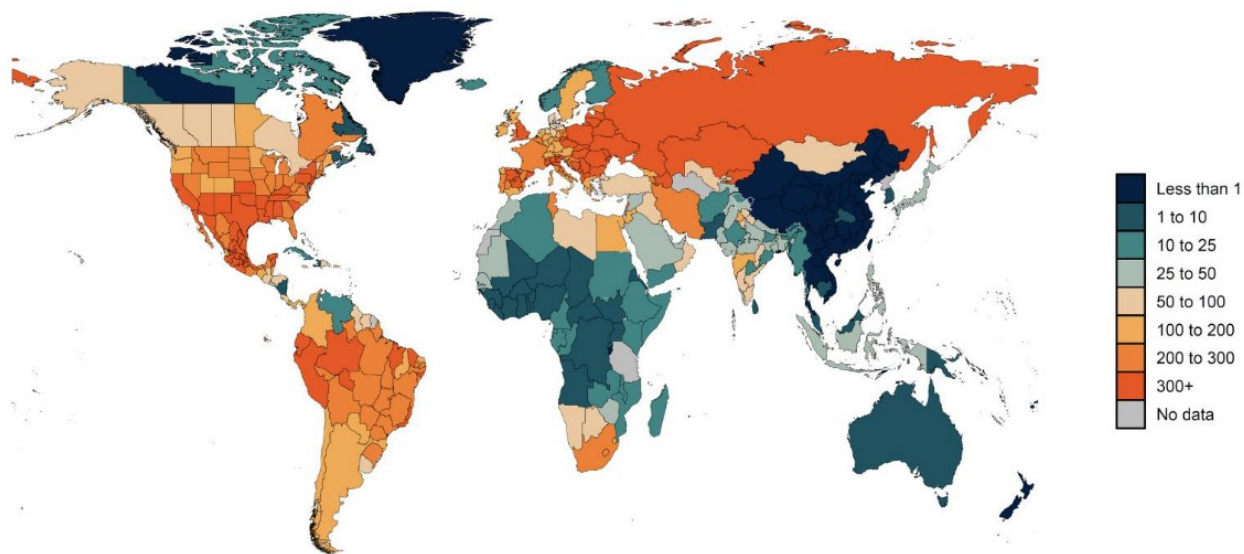 Less than 1
1 to 10
10 to 25
25 to 50
50 to 100
100 to 200
200 to 300
300+
No data